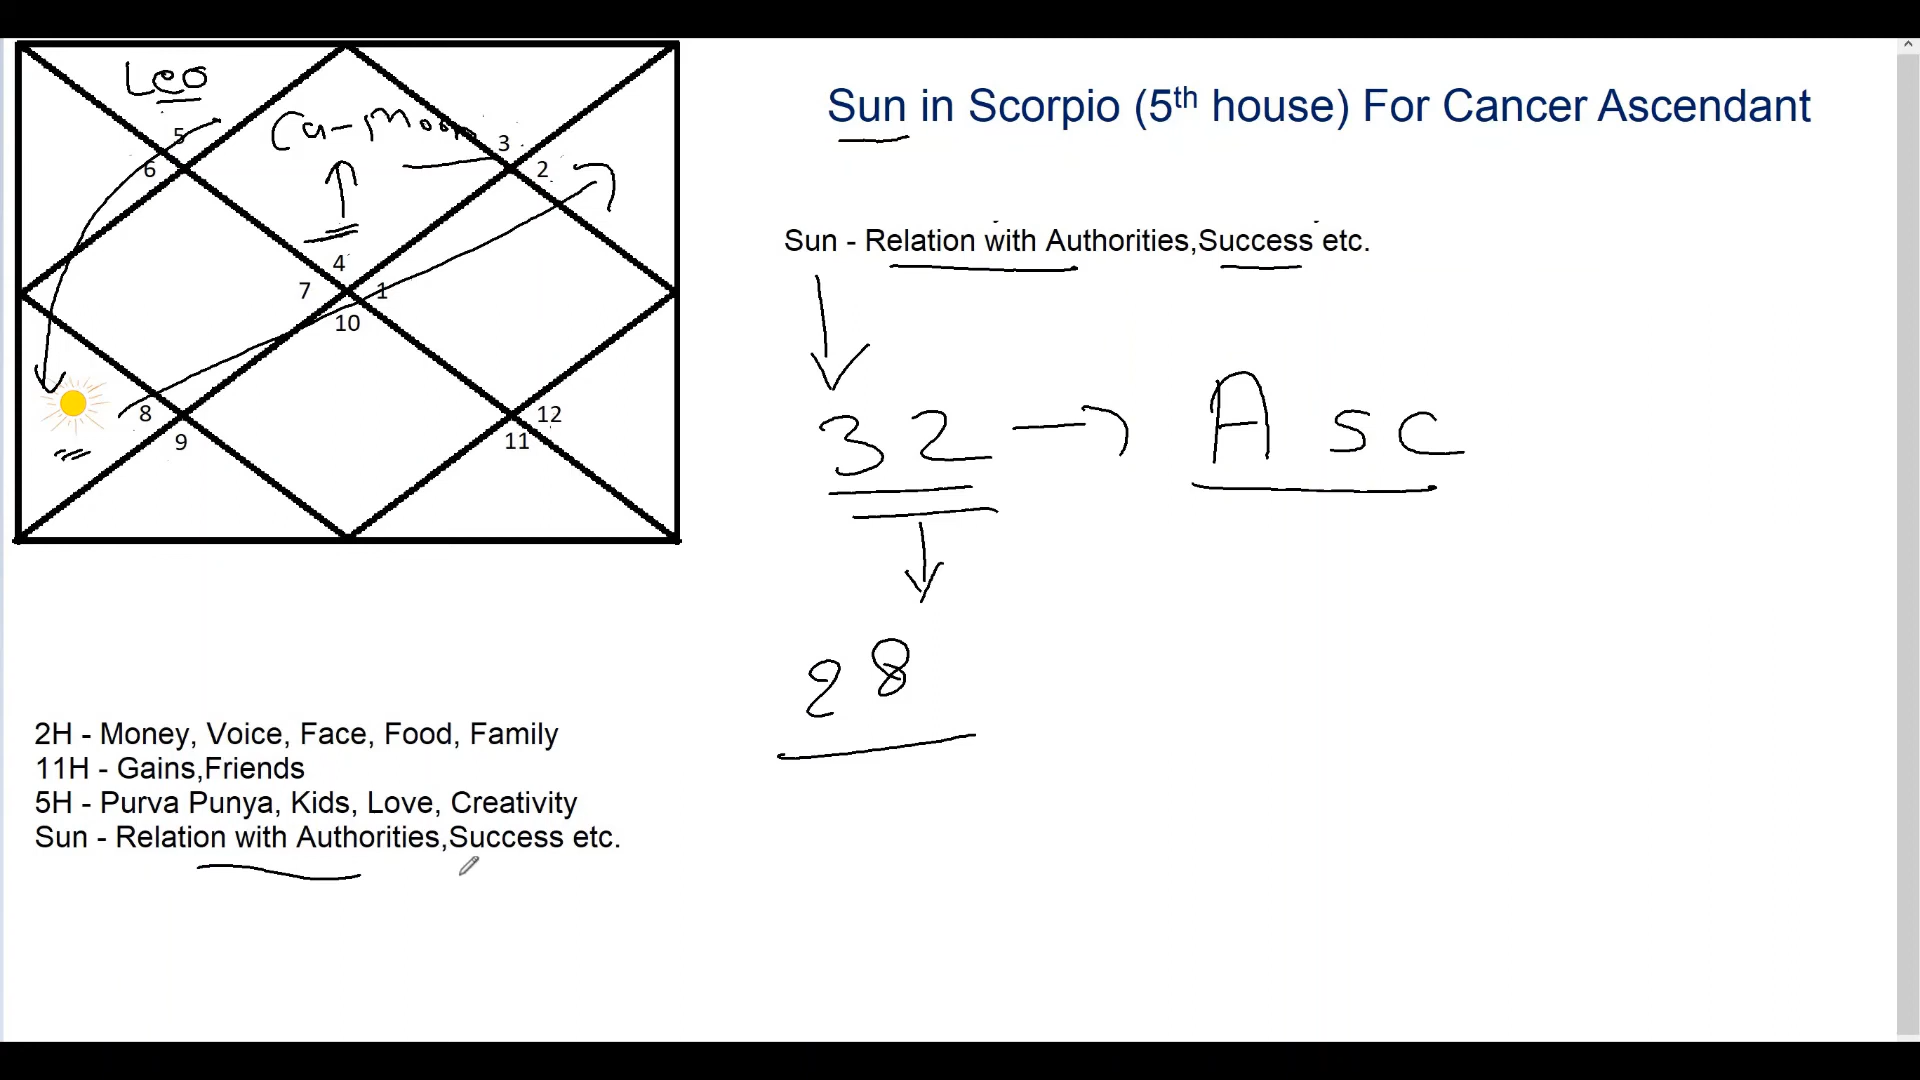 Leo
Ca-Moon
5
3
6
2
4
7
1
10
8
12
9
11
Sun in Scorpio (5th house) For Cancer Ascendant
Sun - Relation with Authorities,Success etc.
32 → Asc
28
2H - Money, Voice, Face, Food, Family
11H - Gains,Friends
5H - Purva Punya, Kids, Love, Creativity
Sun - Relation with Authorities,Success etc.